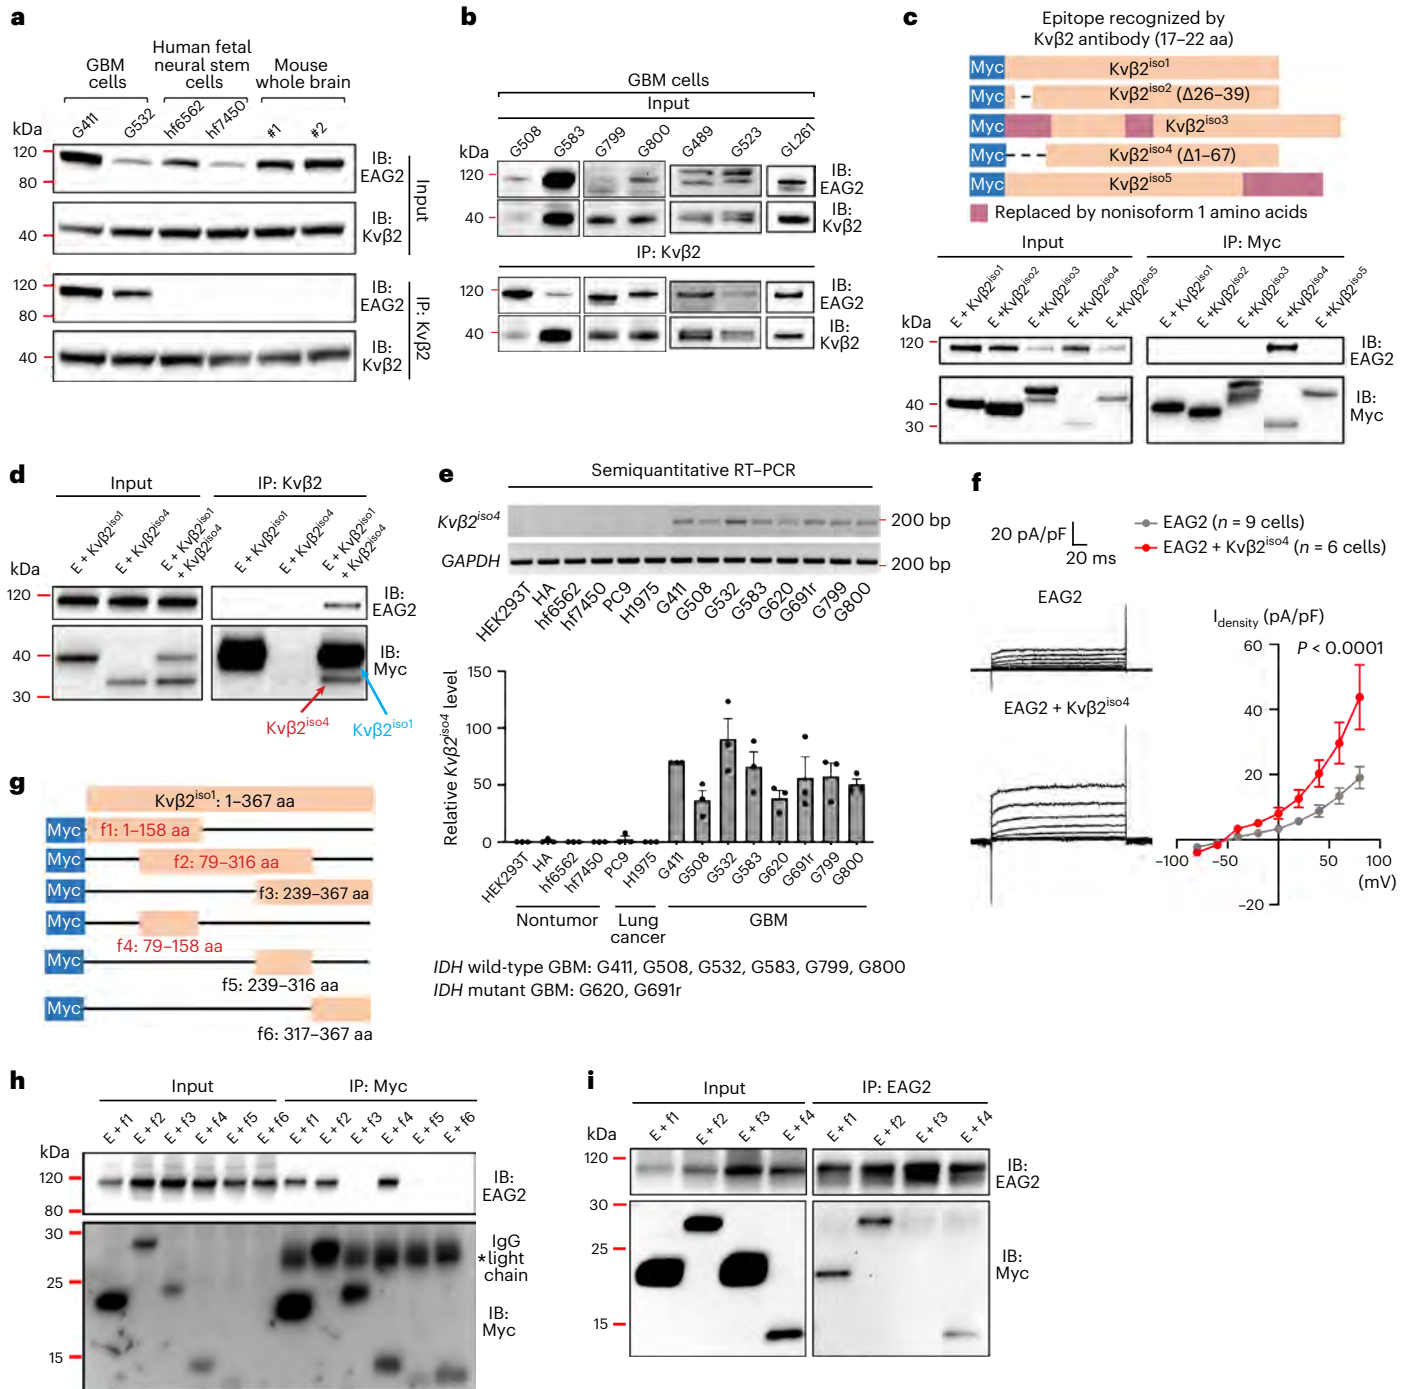 a
GBM
cells
Human fetal
neural stem
cells
Mouse
whole brain
G411
G532
hf6562
hf7450
#1
#2
kDa
120
80
IB:
EAG2
40
IB:
Kvβ2
Input
120
80
IB:
EAG2
40
IB:
Kvβ2
IP: Kvβ2
b
GBM cells
Input
G508
G583
G799
G800
G489
G523
GL261
kDa
120
IB:
EAG2
40
IB:
Kvβ2
IP: Kvβ2
120
IB:
EAG2
40
IB:
Kvβ2
c
Epitope recognized by
Kvβ2 antibody (17–22 aa)
Myc Kvβ2iso1
Myc Kvβ2iso2 (Δ26–39)
Myc Kvβ2iso3
Myc Kvβ2iso4 (Δ1–67)
Myc Kvβ2iso5
Replaced by nonisoform 1 amino acids
Input
IP: Myc
E + Kvβ2iso1
E +Kvβ2iso2
E +Kvβ2iso3
E + Kvβ2iso4
E + Kvβ2iso5
E + Kvβ2iso1
E + Kvβ2iso2
E + Kvβ2iso3
E + Kvβ2iso4
E + Kvβ2iso5
kDa
120
IB:
EAG2
40
30
IB:
Myc
d
Input
IP: Kvβ2
E + Kvβ2iso1
E + Kvβ2iso4
E + Kvβ2iso1
+ Kvβ2iso4
E + Kvβ2iso1
E + Kvβ2iso4
E + Kvβ2iso1
+ Kvβ2iso4
kDa
120
IB:
EAG2
40
30
IB:
Myc
Kvβ2iso4
Kvβ2iso1
e
Semiquantitative RT–PCR
Kvβ2iso4
200 bp
GAPDH
200 bp
HEK293T
HA
hf6562
hf7450
PC9
H1975
G411
G508
G532
G583
G620
G691r
G799
G800
Relative Kvβ2iso4 level
150
100
50
0
HEK293T
HA
hf6562
hf7450
PC9
H1975
G411
G508
G532
G583
G620
G691r
G799
G800
Nontumor
Lung
cancer
GBM
IDH wild-type GBM: G411, G508, G532, G583, G799, G800
IDH mutant GBM: G620, G691r
f
20 pA/pF
20 ms
EAG2 (n = 9 cells)
EAG2 + Kvβ2iso4 (n = 6 cells)
EAG2
EAG2 + Kvβ2iso4
Idensity (pA/pF)
P < 0.0001
60
40
20
−20
−100
−50
50
100
(mV)
g
Kvβ2iso1: 1–367 aa
Myc f1: 1–158 aa
Myc f2: 79–316 aa
Myc f3: 239–367 aa
Myc
f4: 79–158 aa
Myc
f5: 239–316 aa
Myc
f6: 317–367 aa
h
Input
IP: Myc
E + f1
E + f2
E + f3
E + f4
E + f5
E + f6
E + f1
E + f2
E + f3
E + f4
E + f5
E + f6
kDa
120
80
IB:
EAG2
30
25
15
IgG
*light
chain
IB:
Myc
i
Input
IP: EAG2
E + f1
E + f2
E + f3
E + f4
E + f1
E + f2
E + f3
E + f4
kDa
120
IB:
EAG2
30
25
15
IB:
Myc